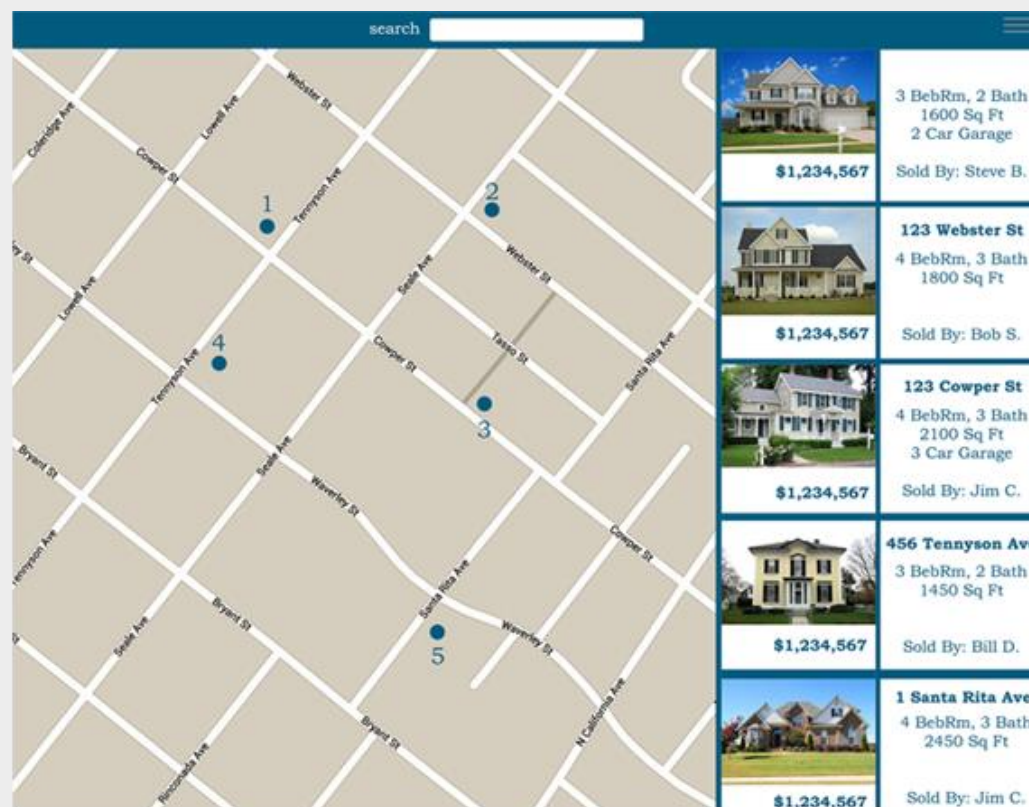 search
Webster St
Coleridge Ave
Lowell Ave
Cowper St
Tennyson Ave
1
2
Seale Ave
Webster St
Lowell Ave
Tasso St
Santa Rita Ave
4
Tennyson Ave
Cowper St
3
Bryant St
Seale Ave
Waverley St
Cowper St
Santa Rita Ave
Bryant St
Seale Ave
5
Waverley St
N California Ave
Bryant St
Rinconada Ave
3 BebRm, 2 Bath
1600 Sq Ft
2 Car Garage
$1,234,567
Sold By: Steve B.
123 Webster St
4 BebRm, 3 Bath
1800 Sq Ft
$1,234,567
Sold By: Bob S.
123 Cowper St
4 BebRm, 3 Bath
2100 Sq Ft
3 Car Garage
$1,234,567
Sold By: Jim C.
456 Tennyson Av
3 BebRm, 2 Bath
1450 Sq Ft
$1,234,567
Sold By: Bill D.
1 Santa Rita Ave
4 BebRm, 3 Bath
2450 Sq Ft
$1,234,567
Sold By: Jim C.